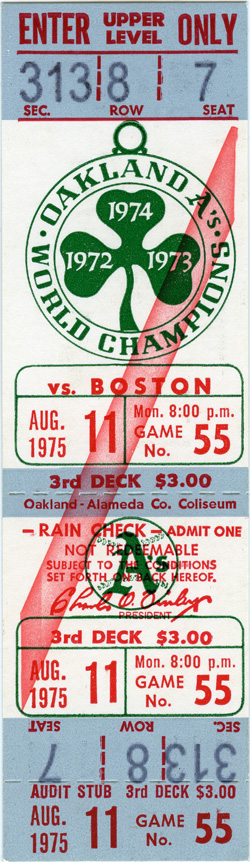 ENTER UPPER LEVEL ONLY
313 8 7
SEC. ROW SEAT
OAKLAND A's
WORLD CHAMPIONS
1974
1972 1973
vs. BOSTON
AUG. 1975 11 Mon. 8:00 p.m. GAME No. 55
3rd DECK $3.00
Oakland-Alameda Co. Coliseum
A's
- RAIN CHECK - ADMIT ONE
NOT REDEEMABLE
SUBJECT TO THE CONDITIONS
SET FORTH ON BACK HEREOF.
Charles O. Finley
PRESIDENT
3rd DECK $3.00
AUG. 1975 11 Mon. 8:00 p.m. GAME No. 55
SEC. ROW SEAT
313 8 7
AUDIT STUB 3rd DECK $3.00
AUG. 1975 11 GAME No. 55